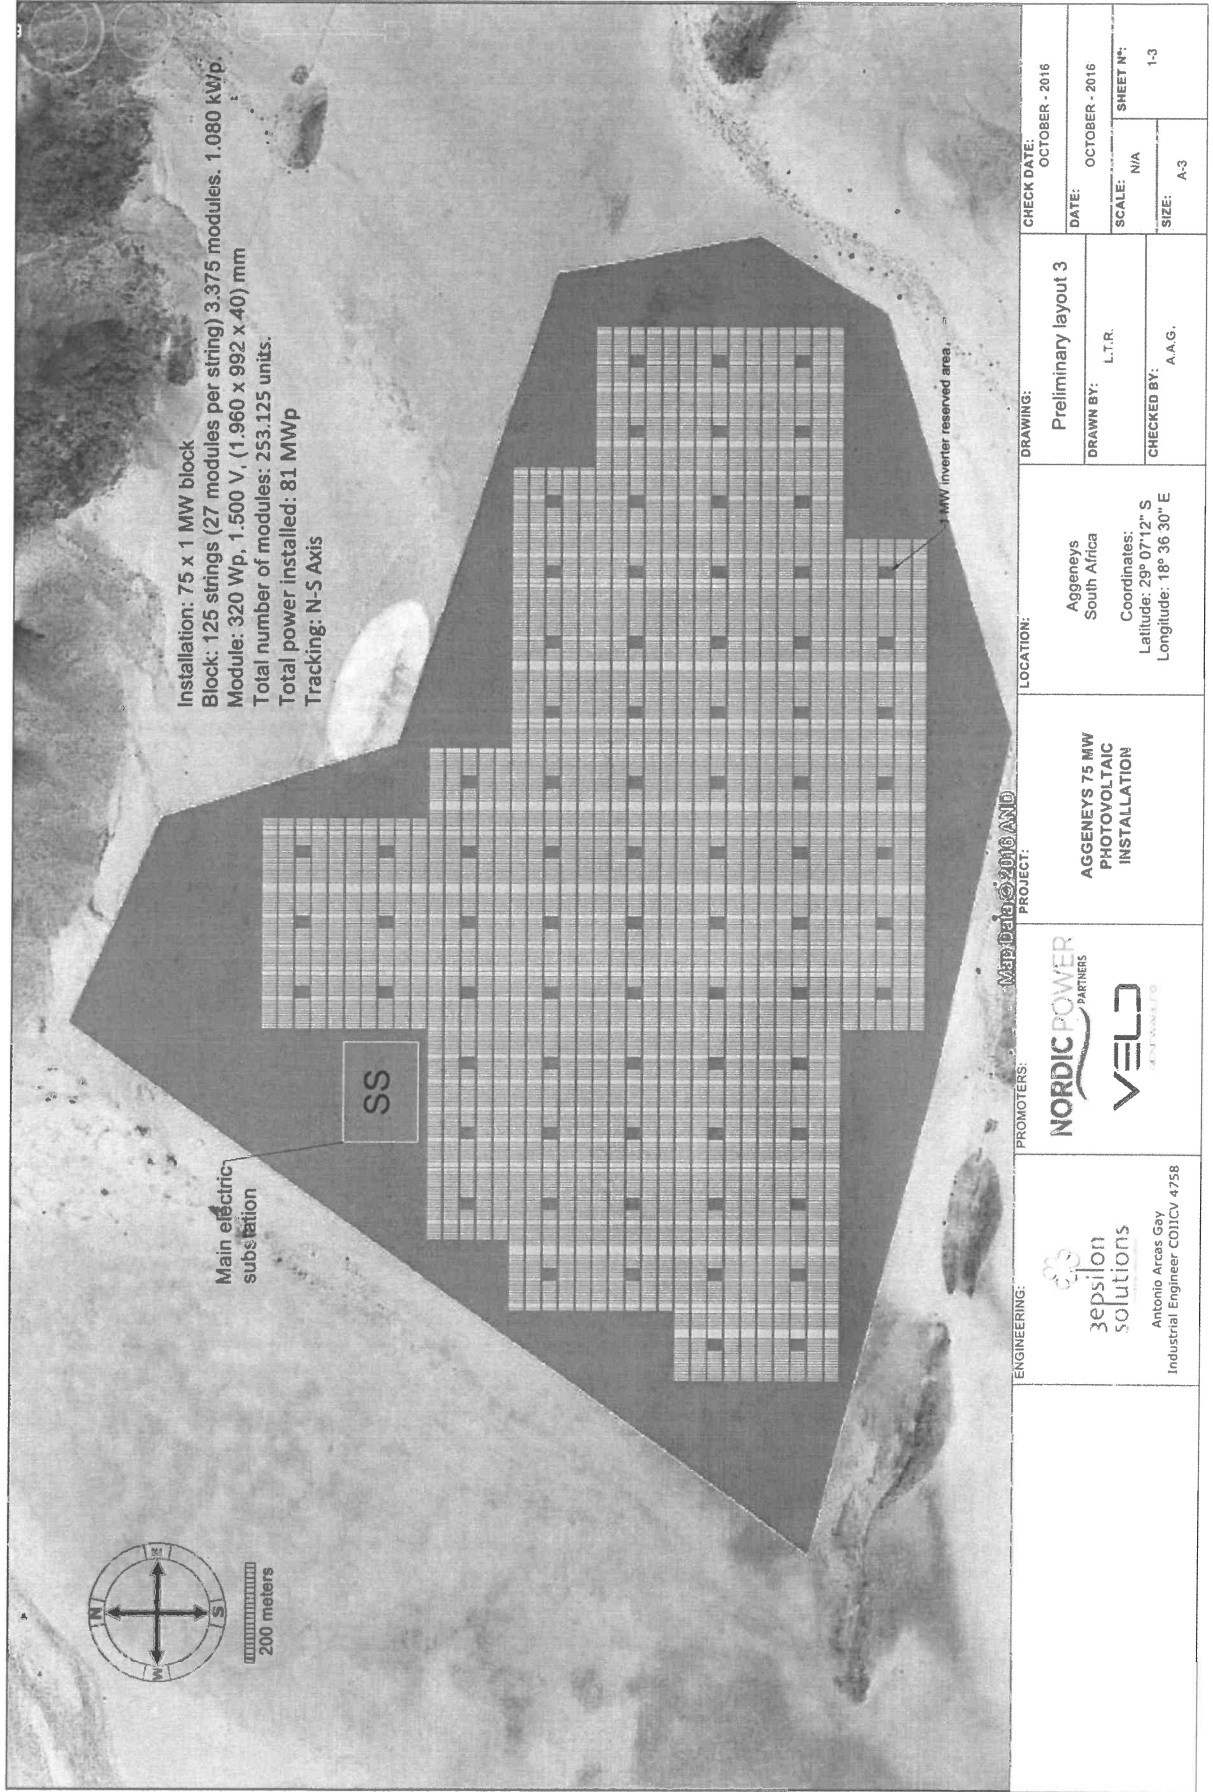 Installation: 75 x 1 MW block
Block: 125 strings (27 modules per string) 3.375 modules. 1.080 kWp.
Module: 320 Wp, 1.500 V, (1.960 x 992 x 40) mm
Total number of modules: 253.125 units.
Total power installed: 81 MWp
Tracking: N-S Axis
N
W
E
S
200 meters
Main electric
substation
SS
1 MW inverter reserved area.
Map Data © 2016 AND
ENGINEERING:
3epsilon
solutions
Antonio Arcas Gay
Industrial Engineer COIICV 4758
PROMOTERS:
NORDIC POWER
PARTNERS
VELD
PROJECT:
AGGENEYS 75 MW
PHOTOVOLTAIC
INSTALLATION
LOCATION:
Aggeneys
South Africa
Coordinates:
Latitude: 29º 07'12" S
Longitude: 18º 36 30" E
DRAWING:
Preliminary layout 3
DRAWN BY:
L.T.R.
CHECKED BY:
A.A.G.
CHECK DATE:
OCTOBER - 2016
DATE:
OCTOBER - 2016
SCALE:
N/A
SHEET Nº:
1-3
SIZE:
A-3